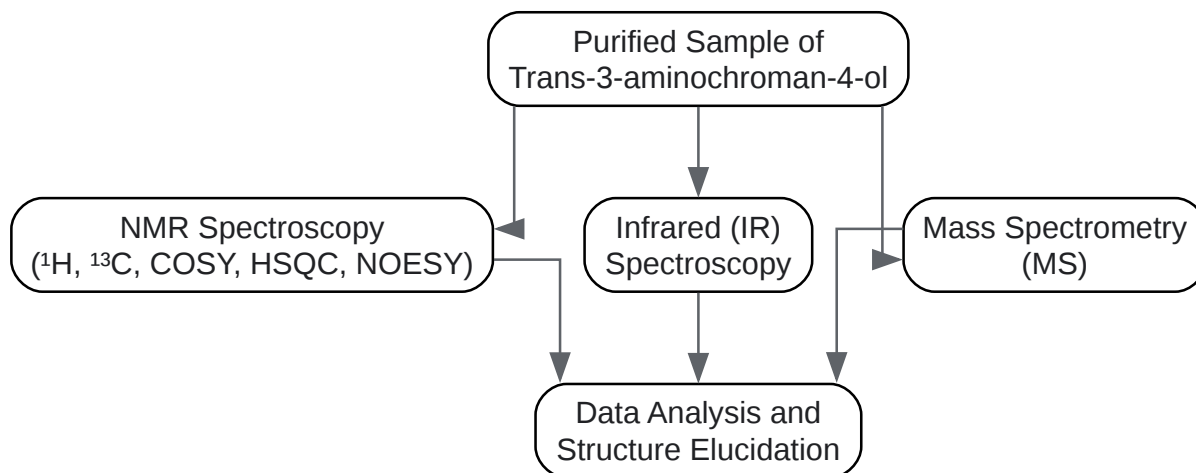 Purified Sample of
Trans-3-aminochroman-4-ol
NMR Spectroscopy
(¹H, ¹³C, COSY, HSQC, NOESY)
Infrared (IR)
Spectroscopy
Mass Spectrometry
(MS)
Data Analysis and
Structure Elucidation